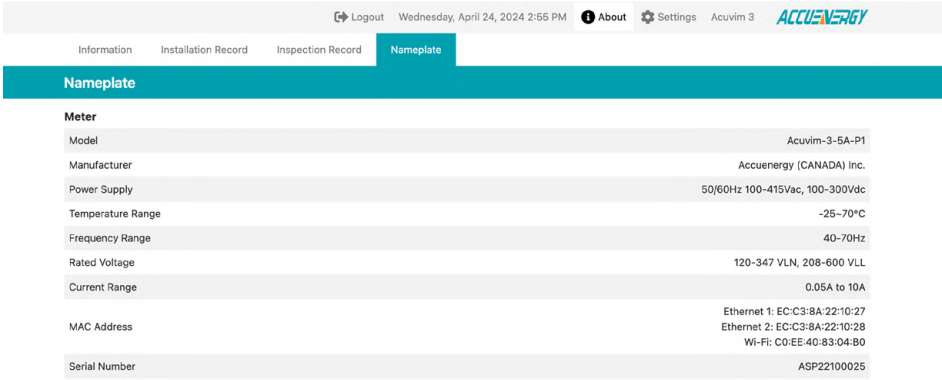 Logout Wednesday, April 24, 2024 2:55 PM About Settings Acuvim 3 ACCUENERGY
Information Installation Record Inspection Record Nameplate
Nameplate
Meter
Model Acuvim-3-5A-P1
Manufacturer Accuenergy (CANADA) Inc.
Power Supply 50/60Hz 100-415Vac, 100-300Vdc
Temperature Range -25~70°C
Frequency Range 40-70Hz
Rated Voltage 120-347 VLN, 208-600 VLL
Current Range 0.05A to 10A
MAC Address
Ethernet 1: EC:C3:8A:22:10:27
Ethernet 2: EC:C3:8A:22:10:28
Wi-Fi: C0:EE:40:83:04:B0
Serial Number ASP22100025